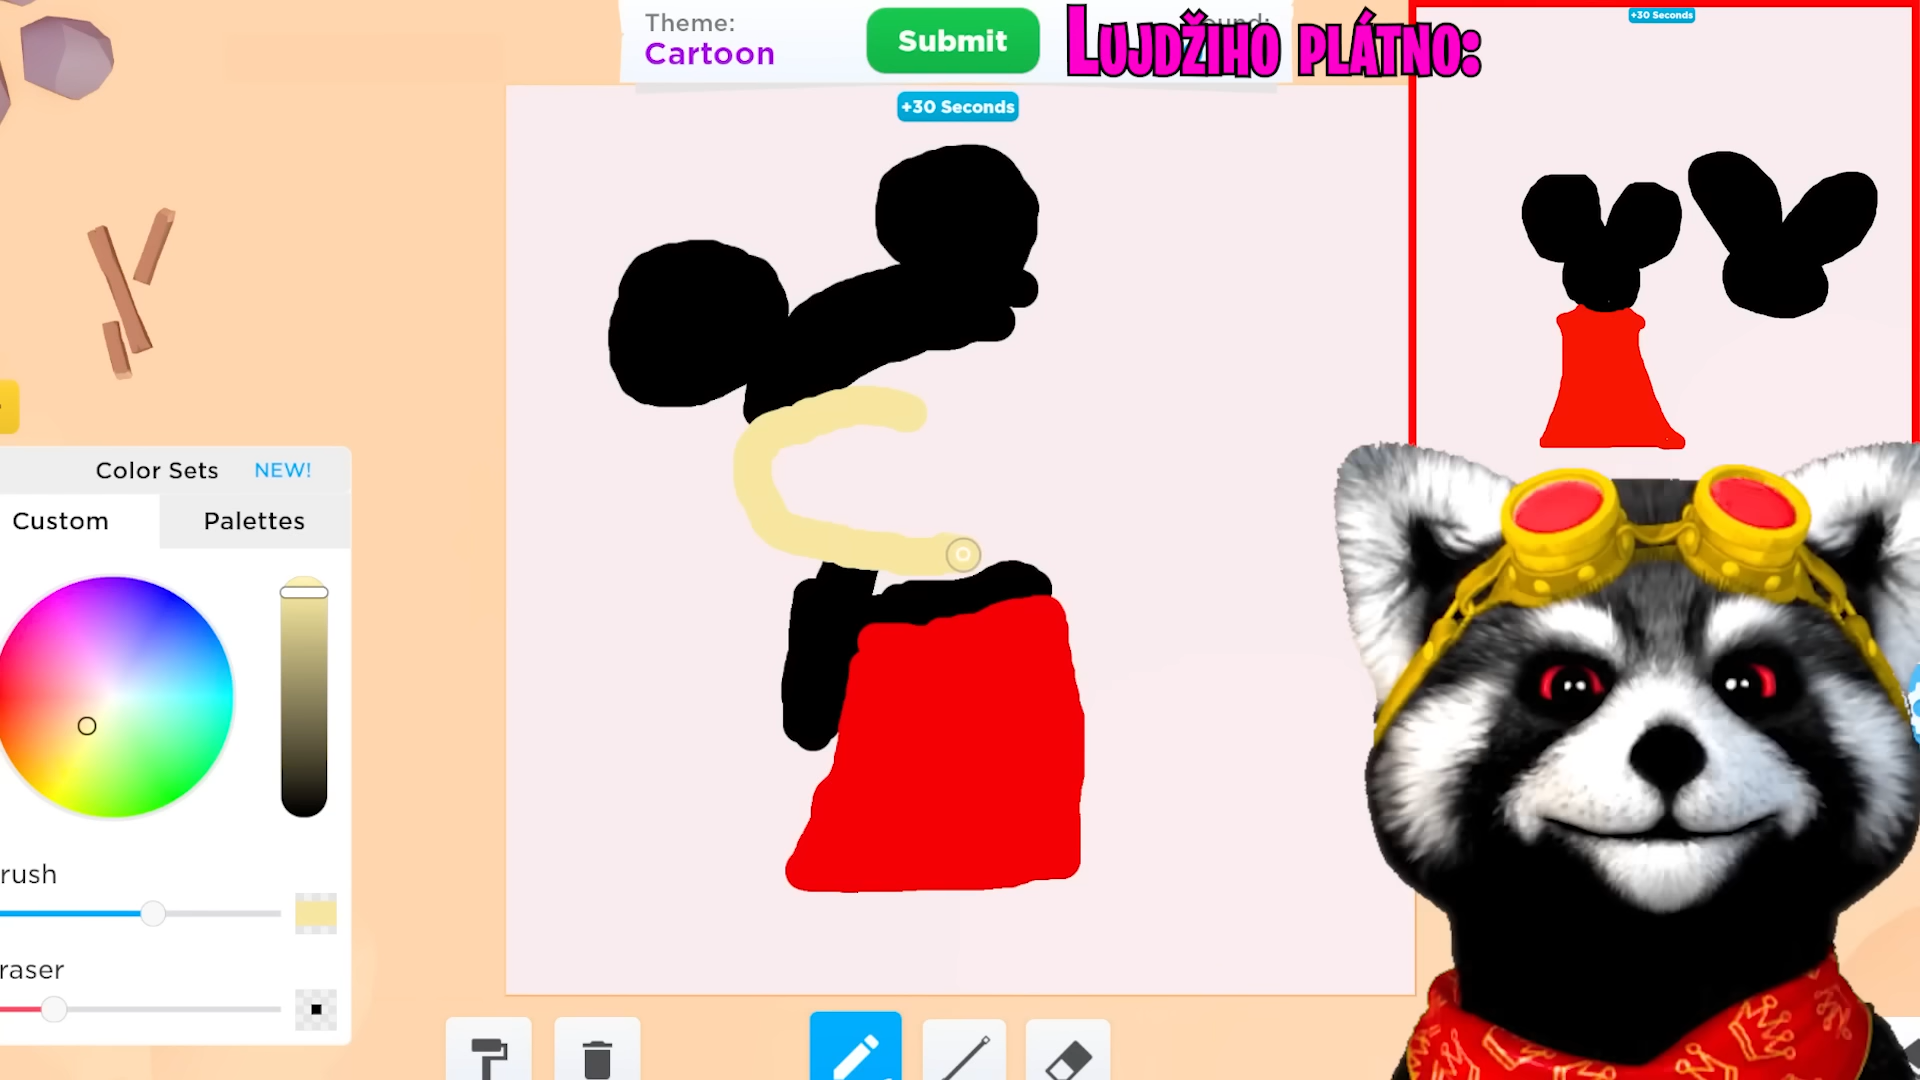 Theme:
Cartoon
Submit
LUJDŽIHO PLÁTNO:
+30 Seconds
+30 Seconds
Color Sets NEW!
Custom
Palettes
rush
raser